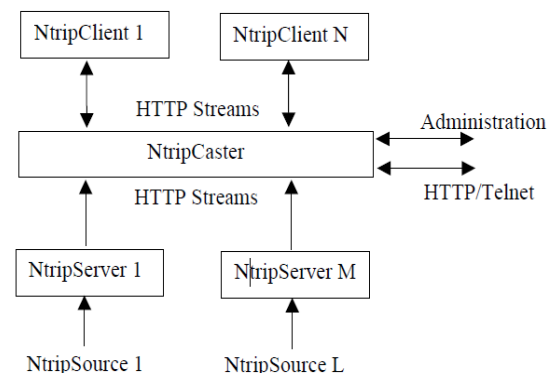 NtripClient 1
NtripClient N
HTTP Streams
Administration
NtripCaster
HTTP/Telnet
HTTP Streams
NtripServer 1
NtripServer M
NtripSource 1
NtripSource L